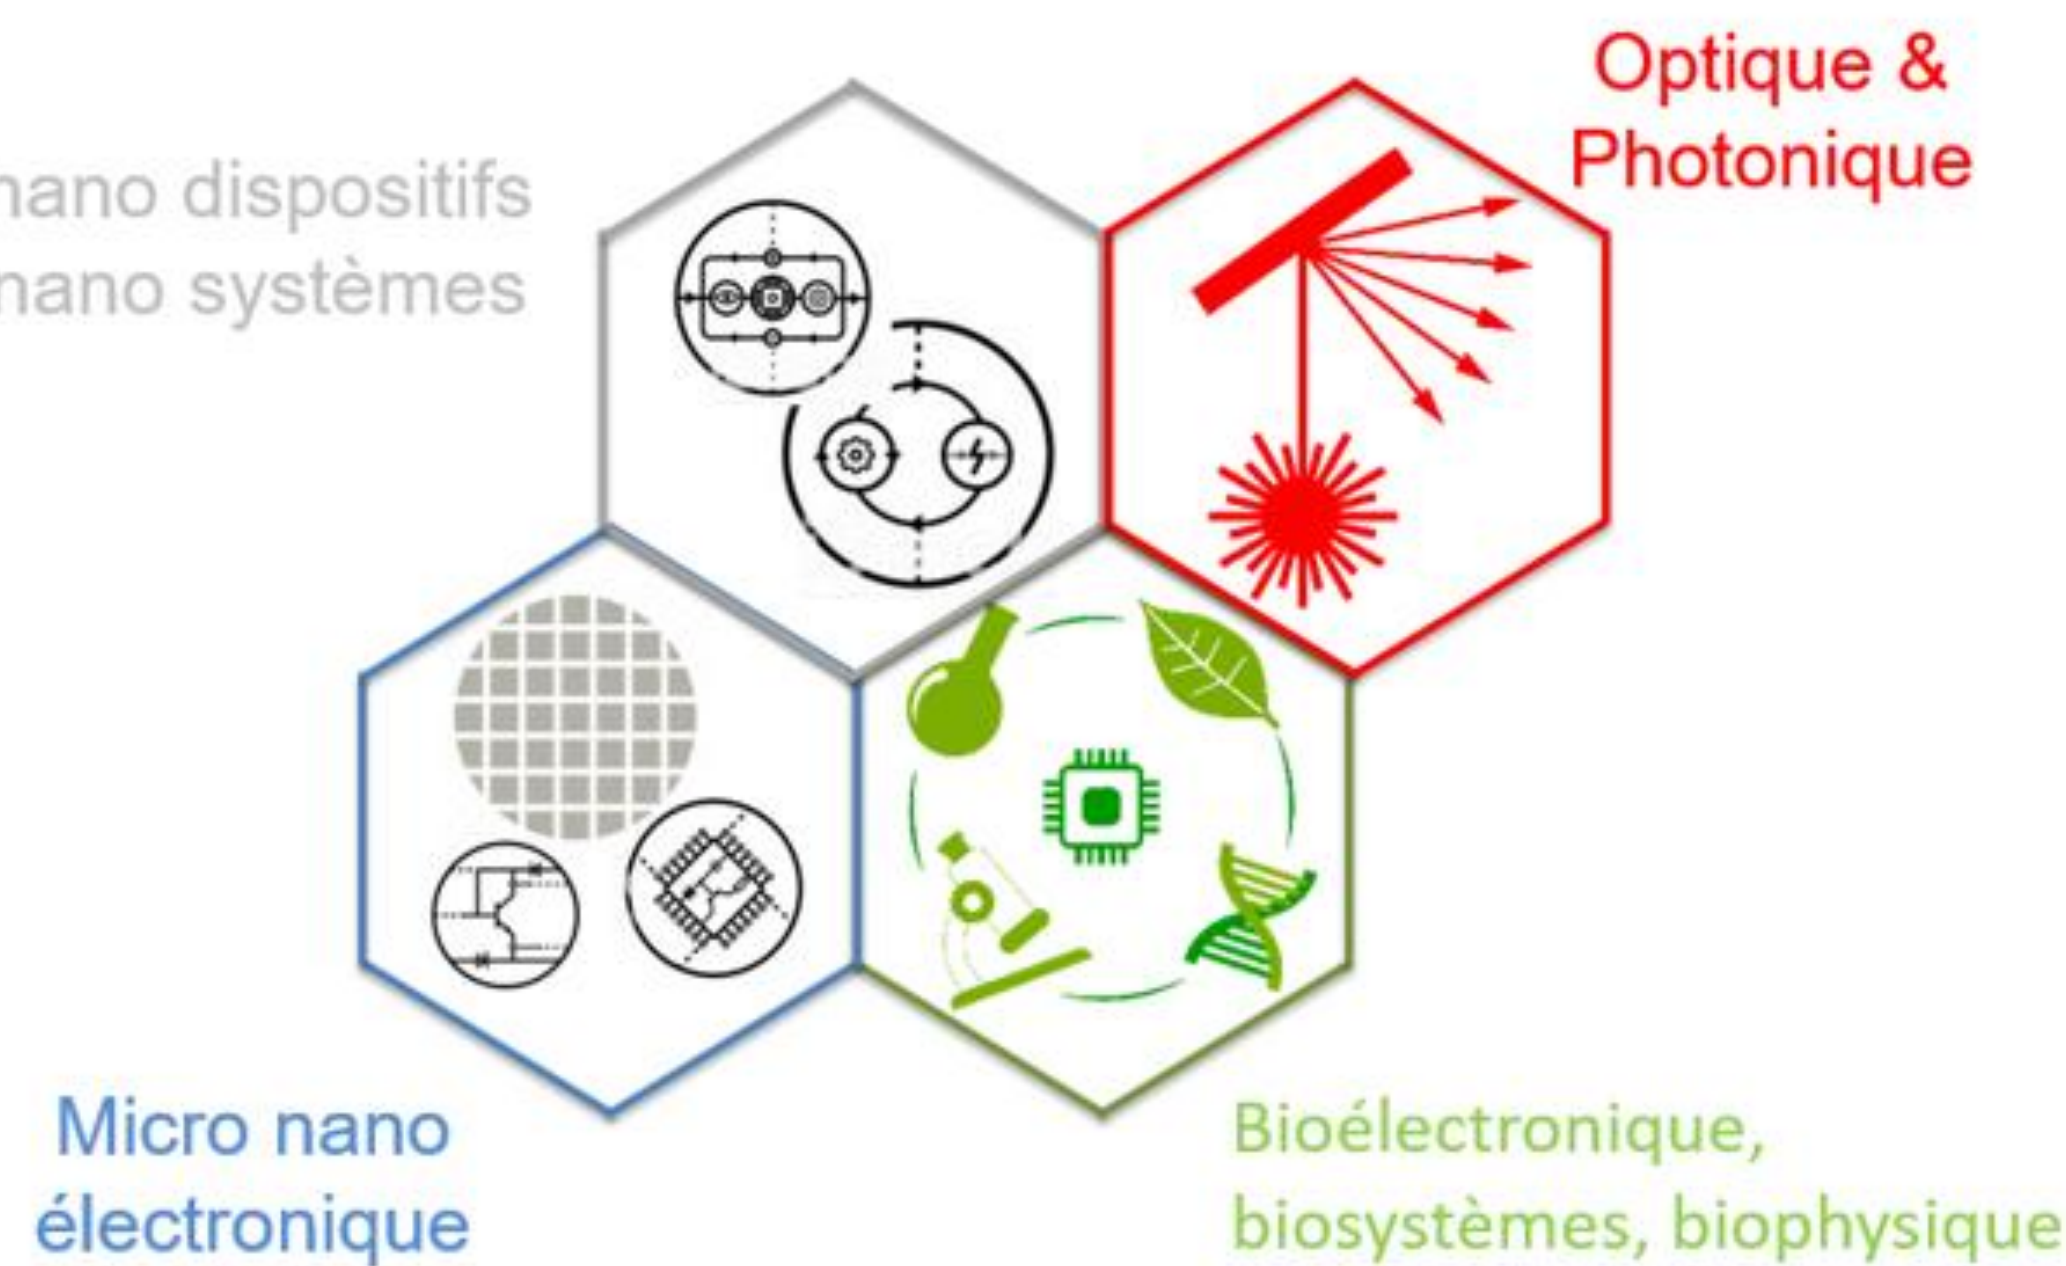 Optique &
Photonique
nano dispositifs
nano systèmes
Micro nano
électronique
Bioélectronique,
biosystèmes, biophysique